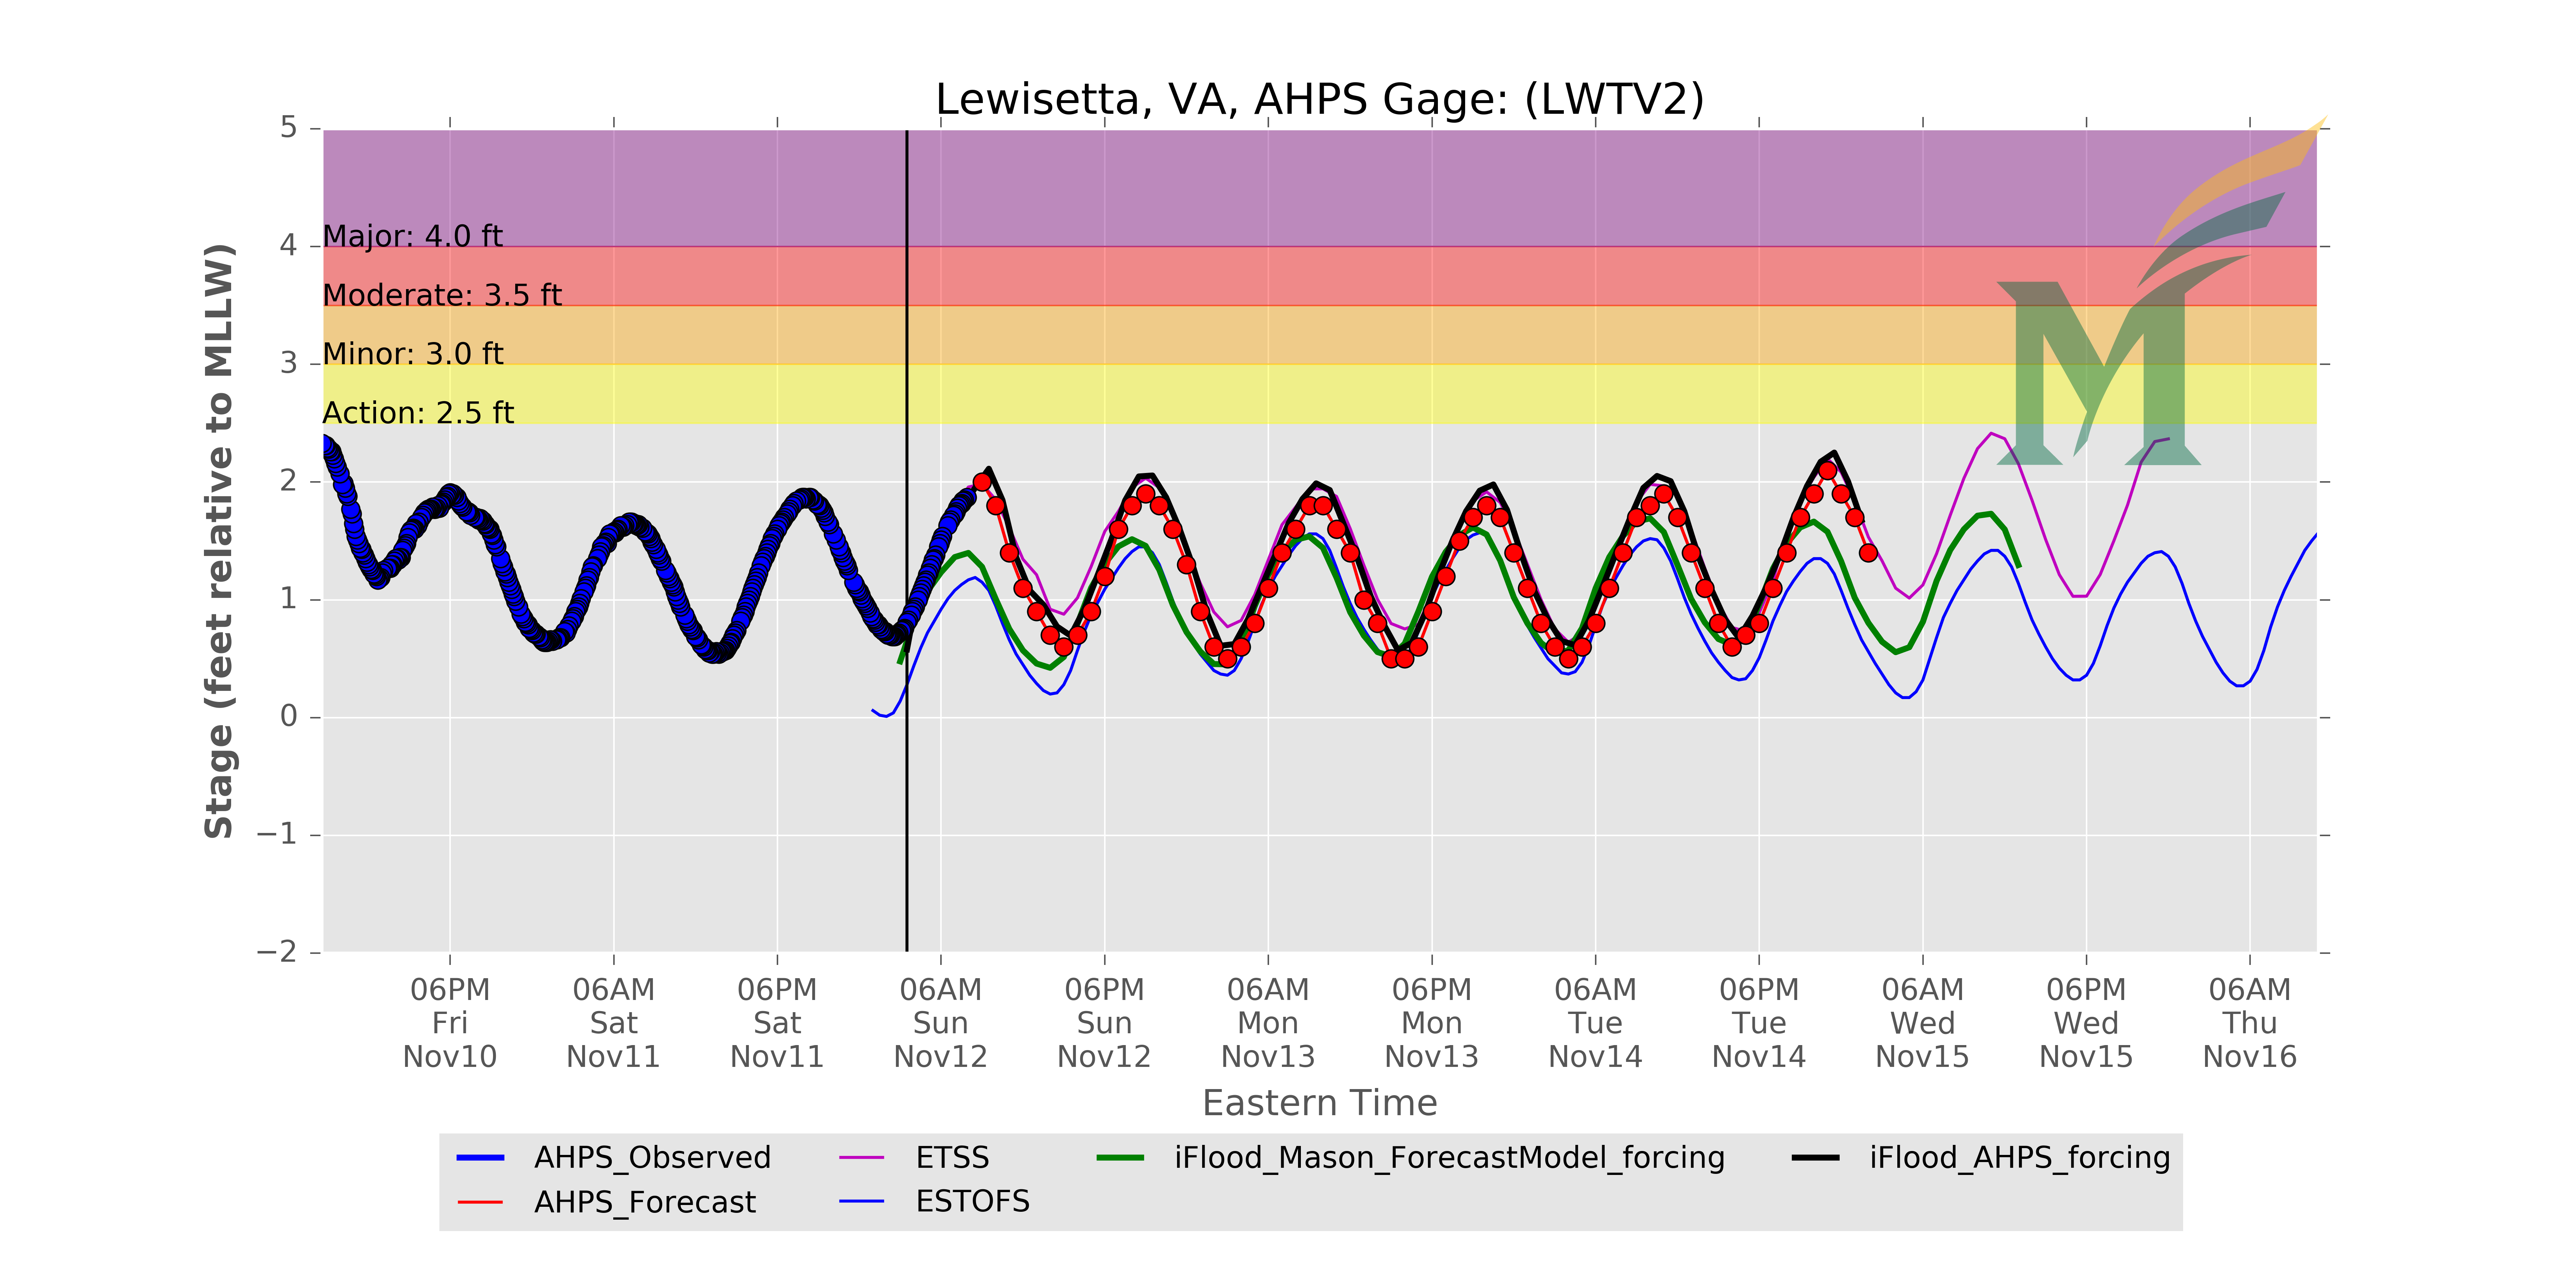 Lewisetta, VA, AHPS Gage: (LWTV2)
5
4
3
2
1
0
−1
−2
Stage (feet relative to MLLW)
Major: 4.0 ft
Moderate: 3.5 ft
Minor: 3.0 ft
Action: 2.5 ft
M
06PM 06AM 06PM 06AM 06PM 06AM 06PM 06AM 06PM 06AM 06PM 06AM
Fri Sat Sat Sun Sun Mon Mon Tue Tue Wed Wed Thu
Nov10 Nov11 Nov11 Nov12 Nov12 Nov13 Nov13 Nov14 Nov14 Nov15 Nov15 Nov16
Eastern Time
AHPS_Observed ETSS iFlood_Mason_ForecastModel_forcing iFlood_AHPS_forcing
AHPS_Forecast ESTOFS